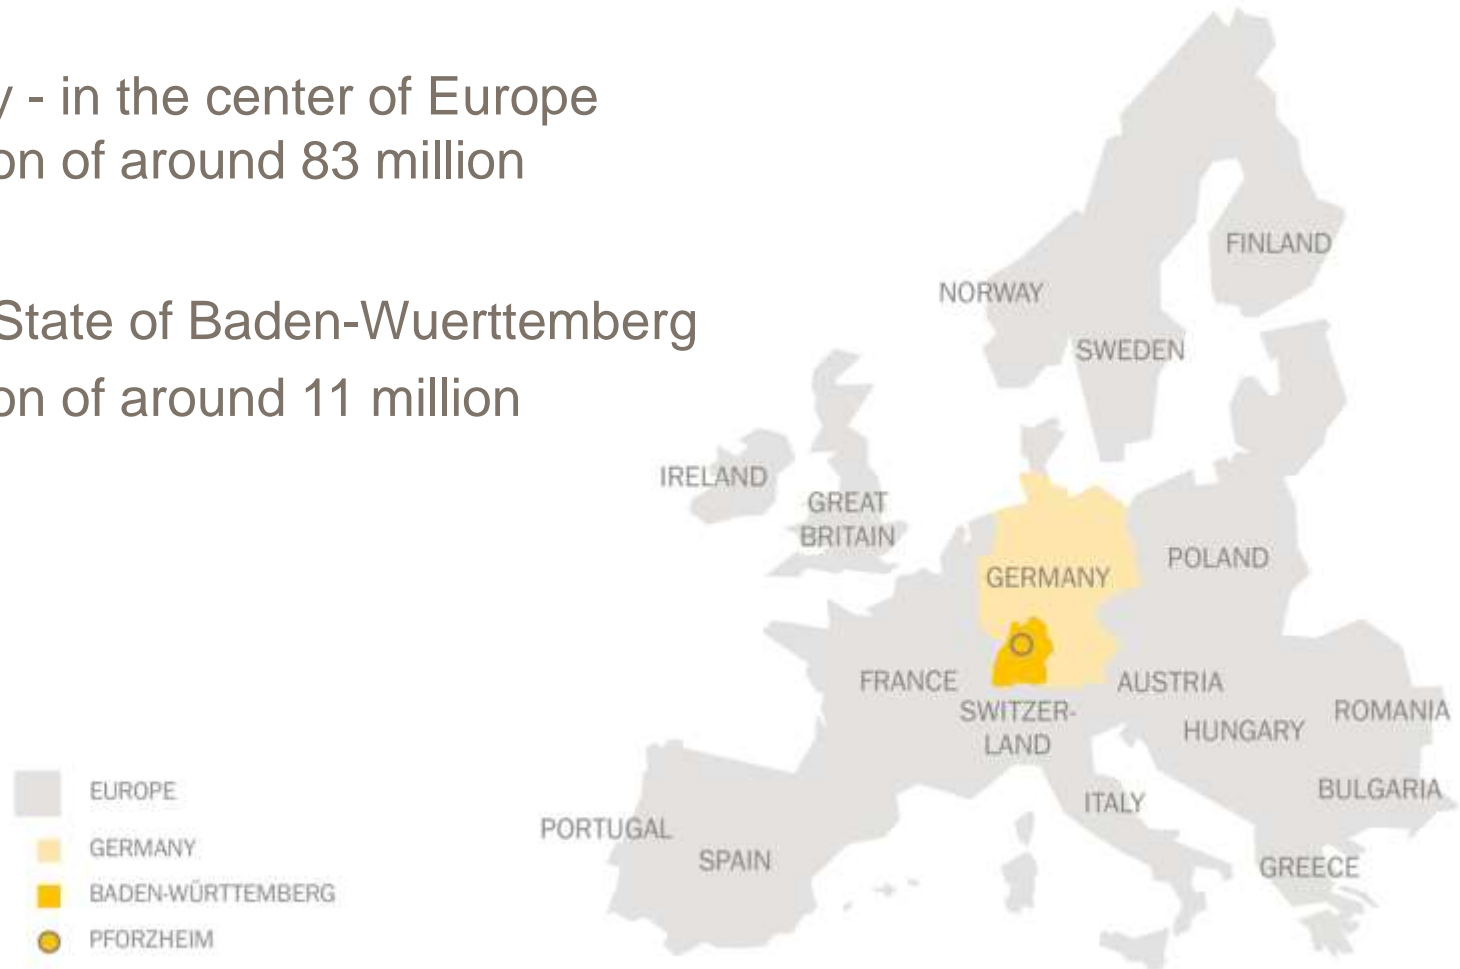 y - in the center of Europe
on of around 83 million
State of Baden-Wuerttemberg
on of around 11 million
FINLAND
NORWAY
SWEDEN
IRELAND
GREAT
BRITAIN
POLAND
GERMANY
FRANCE
AUSTRIA
SWITZER-
LAND
ROMANIA
HUNGARY
BULGARIA
ITALY
PORTUGAL
SPAIN
GREECE
EUROPE
GERMANY
BADEN-WÜRTTEMBERG
PFORZHEIM